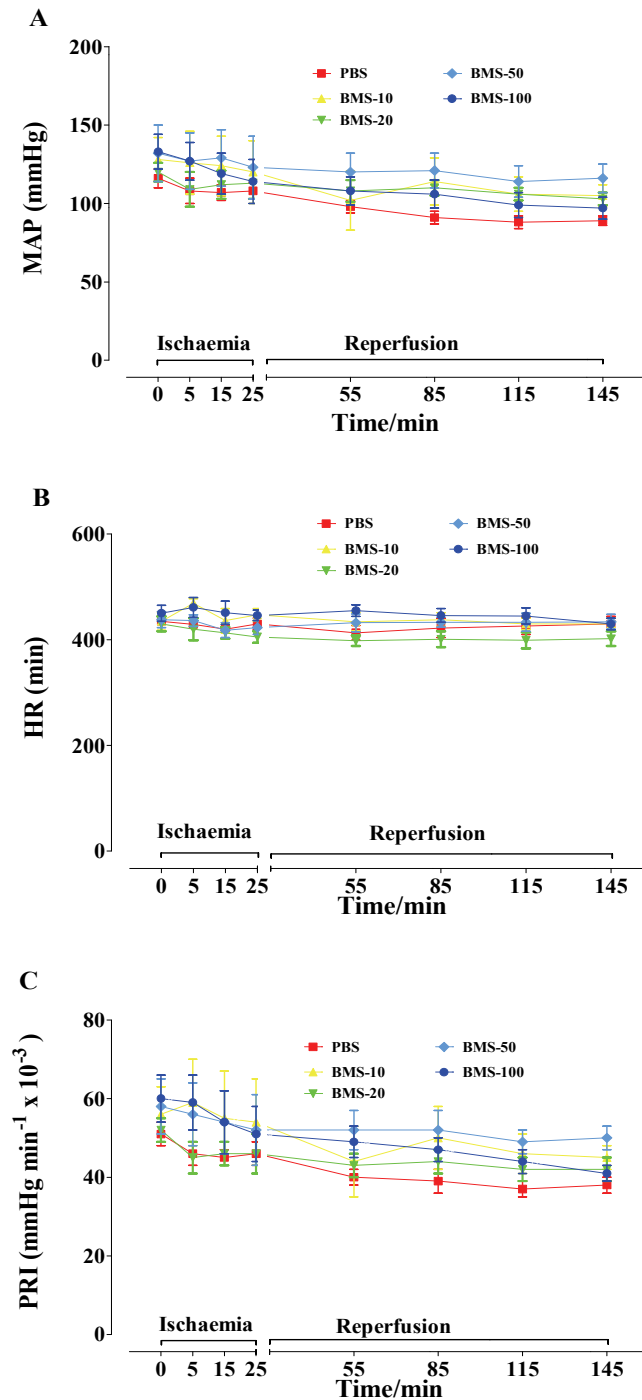 A
MAP (mmHg)
200
150
100
50
0
PBS
BMS-10
BMS-20
BMS-50
BMS-100
Ischaemia
Reperfusion
0 5 15 25 55 85 115 145
Time/min
B
HR (min)
600
400
200
0
PBS
BMS-10
BMS-20
BMS-50
BMS-100
Ischaemia
Reperfusion
0 5 15 25 55 85 115 145
Time/min
C
PRI (mmHg min⁻¹ x 10⁻³)
80
60
40
20
0
PBS
BMS-10
BMS-20
BMS-50
BMS-100
Ischaemia
Reperfusion
0 5 15 25 55 85 115 145
Time/min